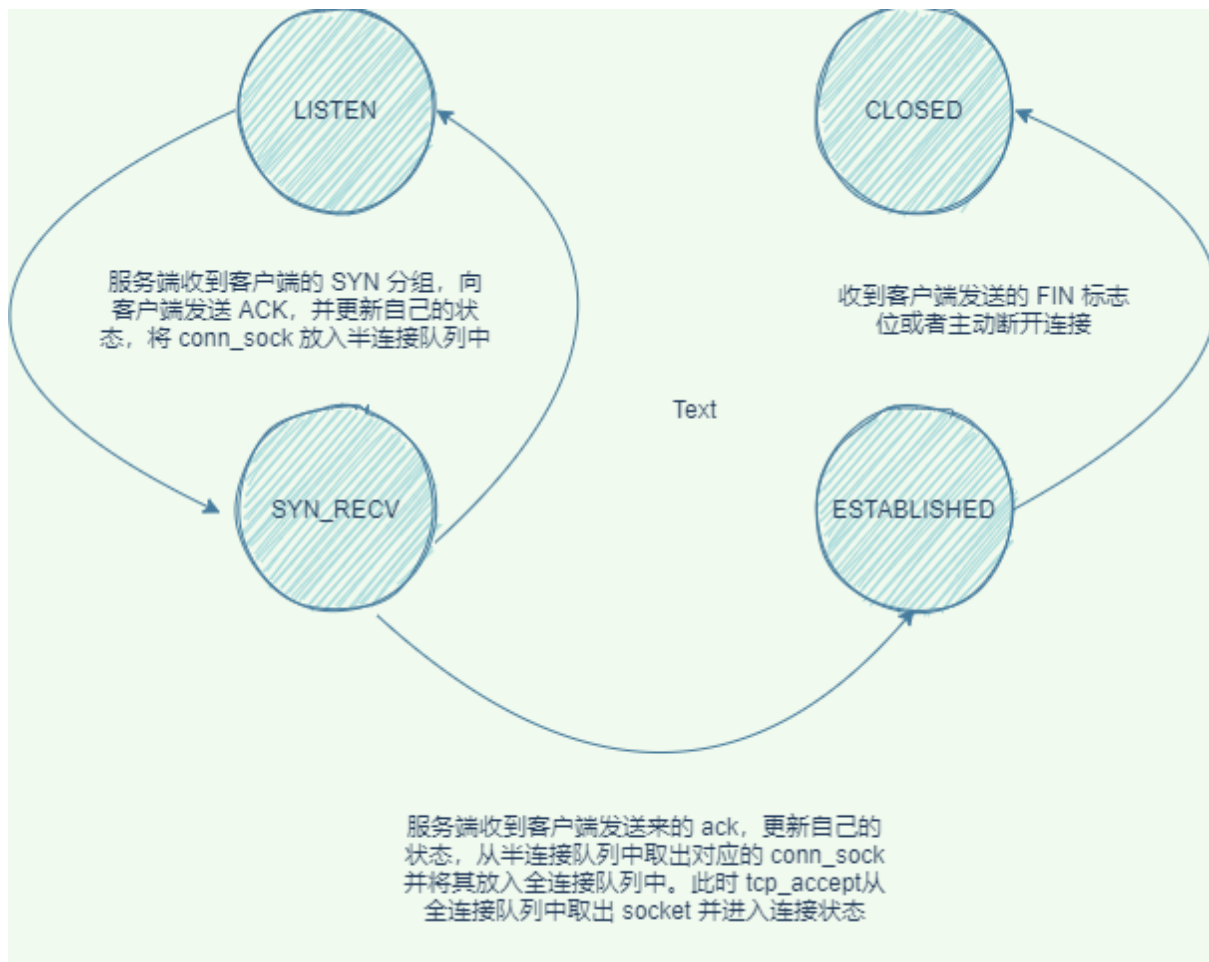 LISTEN
CLOSED
服务端收到客户端的 SYN 分组，向
客户端发送 ACK，并更新自己的状
态，将 conn_sock 放入半连接队列中
收到客户端发送的 FIN 标志
位或者主动断开连接
Text
SYN_RECV
ESTABLISHED
服务端收到客户端发送来的 ack，更新自己的
状态，从半连接队列中取出对应的 conn_sock
并将其放入全连接队列中。此时 tcp_accept从
全连接队列中取出 socket 并进入连接状态